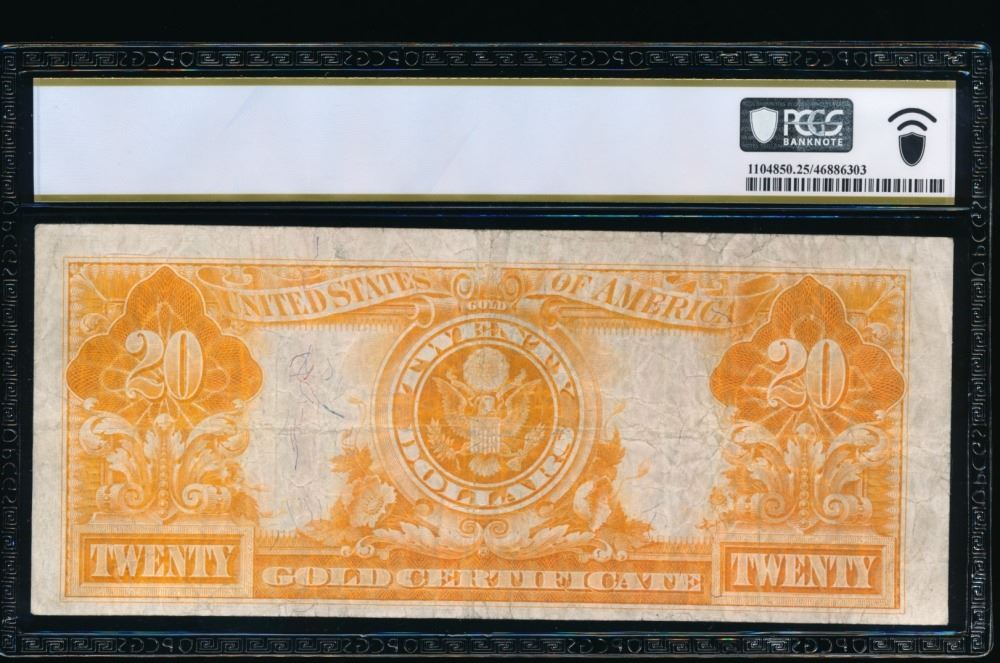 PCGS
BANKNOTE
1104850.25/46886303
UNITED STATES OF AMERICA
GOLD
20 20
TWENTY
DOLLARS
TWENTY TWENTY
GOLD CERTIFICATE